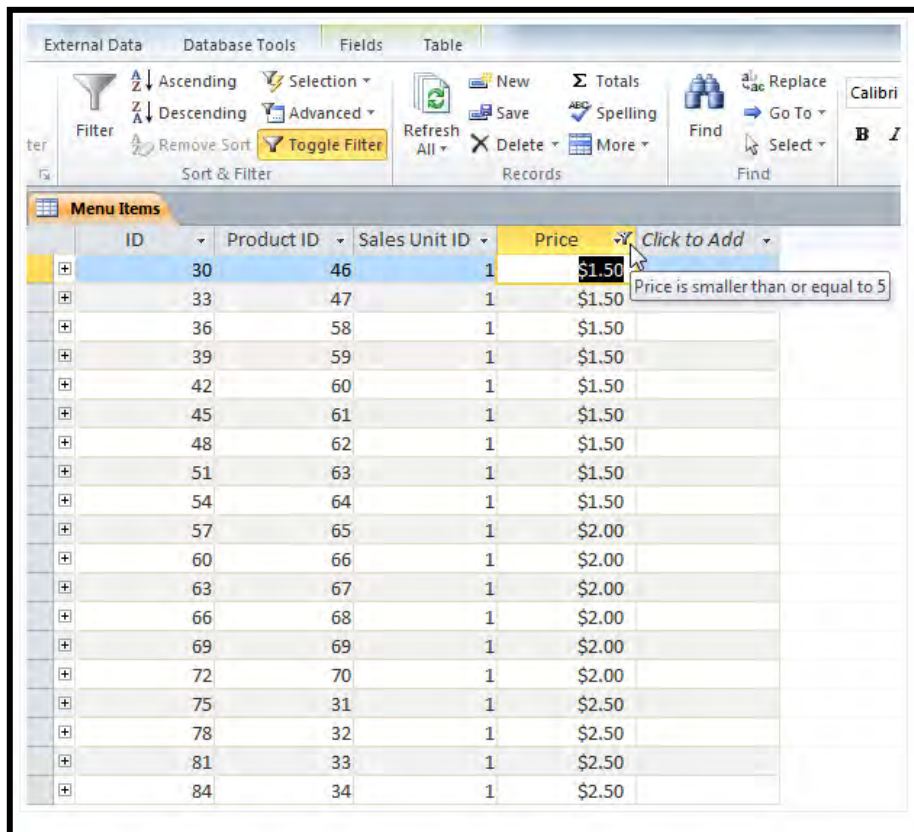 External Data Database Tools Fields Table
Filter
Ascending
Descending
Remove Sort
Selection
Advanced
Toggle Filter
Sort & Filter
Refresh All
New
Save
Delete
Σ Totals
Spelling
More
Records
Find
Replace
Go To
Select
Find
Calibri
B I
ter
Menu Items
ID Product ID Sales Unit ID Price Click to Add
30 46 1 $1.50
Price is smaller than or equal to 5
33 47 1 $1.50
36 58 1 $1.50
39 59 1 $1.50
42 60 1 $1.50
45 61 1 $1.50
48 62 1 $1.50
51 63 1 $1.50
54 64 1 $1.50
57 65 1 $2.00
60 66 1 $2.00
63 67 1 $2.00
66 68 1 $2.00
69 69 1 $2.00
72 70 1 $2.00
75 31 1 $2.50
78 32 1 $2.50
81 33 1 $2.50
84 34 1 $2.50